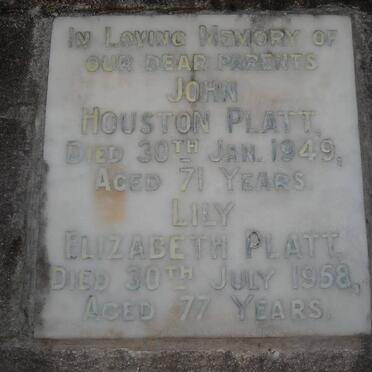 In Loving Memory of
our dear parents
John
Houston Platt,
Died 30th Jan. 1949,
Aged 71 Years.
Lily
Elizabeth Platt,
Died 30th July 1958,
Aged 77 Years.